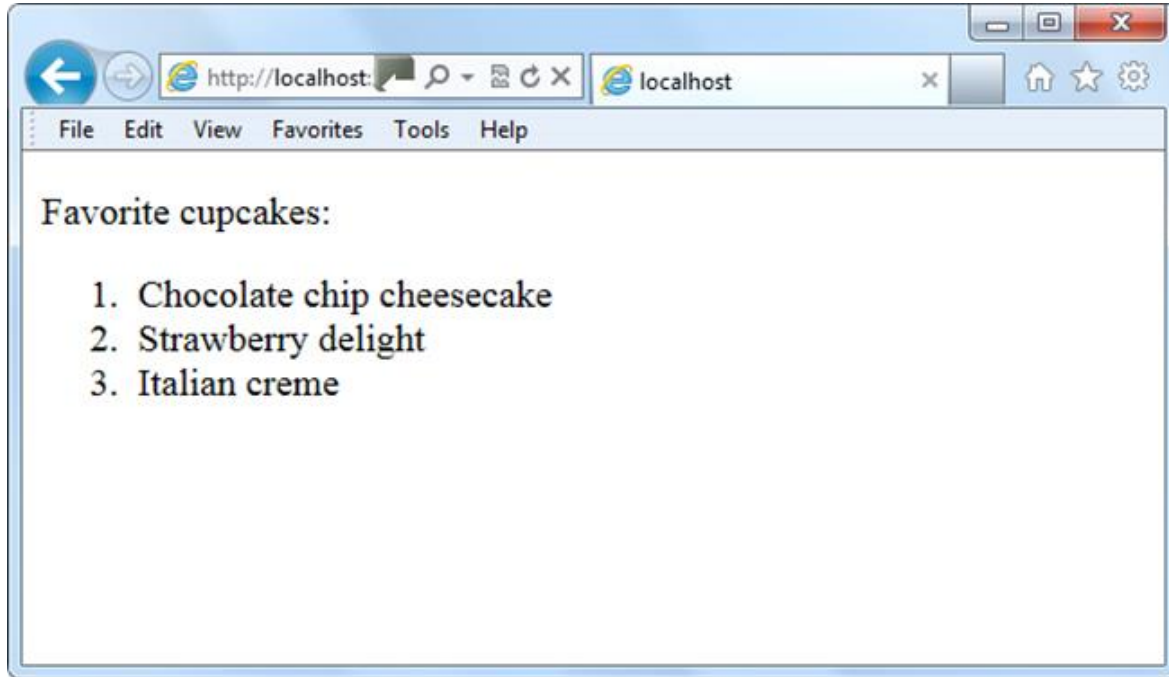 http://localhost: localhost
File Edit View Favorites Tools Help
Favorite cupcakes:
1. Chocolate chip cheesecake
2. Strawberry delight
3. Italian creme